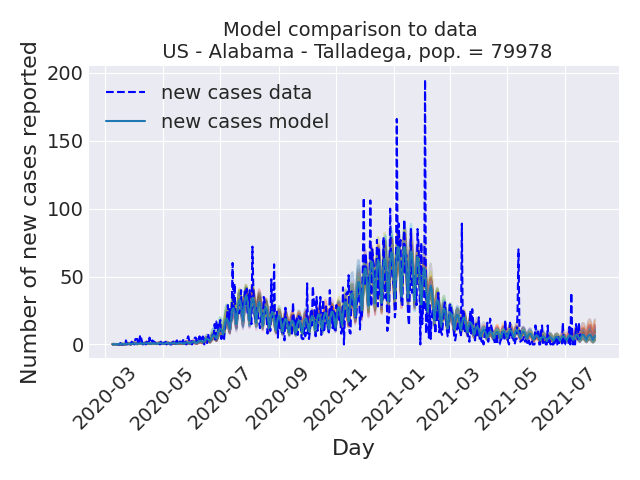 Model comparison to data
US - Alabama - Talladega, pop. = 79978
Number of new cases reported
200
150
100
50
0
new cases data
new cases model
2020-03
2020-05
2020-07
2020-09
2020-11
2021-01
2021-03
2021-05
2021-07
Day